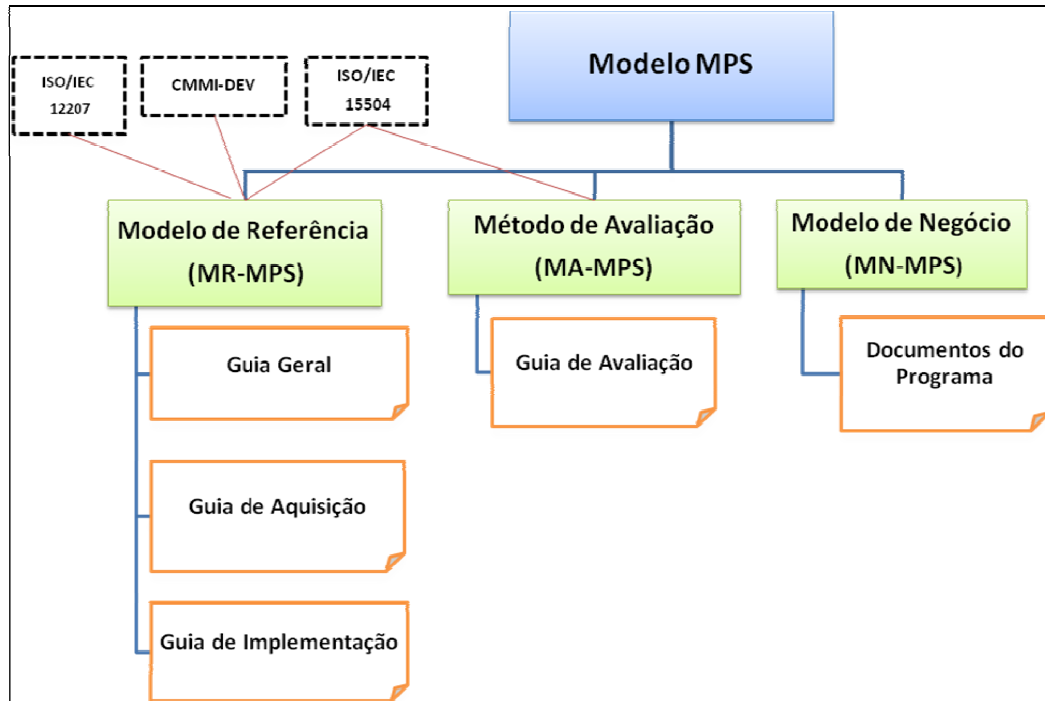 Modelo MPS
ISO/IEC
12207
CMMI-DEV
ISO/IEC
15504
Modelo de Referência
(MR-MPS)
Método de Avaliação
(MA-MPS)
Modelo de Negócio
(MN-MPS)
Guia Geral
Guia de Aquisição
Guia de Implementação
Guia de Avaliação
Documentos do
Programa